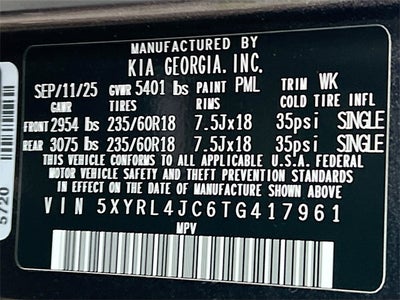 MANUFACTURED BY
KIA GEORGIA, INC.
SEP/11/25 GVWR 5401 lbs PAINT PML TRIM WK
GAWR TIRES RIMS COLD TIRE INFL
FRONT 2954 lbs 235/60R18 7.5Jx18 35psi SINGLE
REAR 3075 lbs 235/60R18 7.5Jx18 35psi SINGLE
THIS VEHICLE CONFORMS TO ALL APPLICABLE U.S.A. FEDERAL
MOTOR VEHICLE SAFETY, BUMPER, AND THEFT PREVENTION STANDARDS
IN EFFECT ON THE DATE OF MANUFACTURE SHOWN ABOVE
VIN 5XYRL4JC6TG417961
MPV
5720